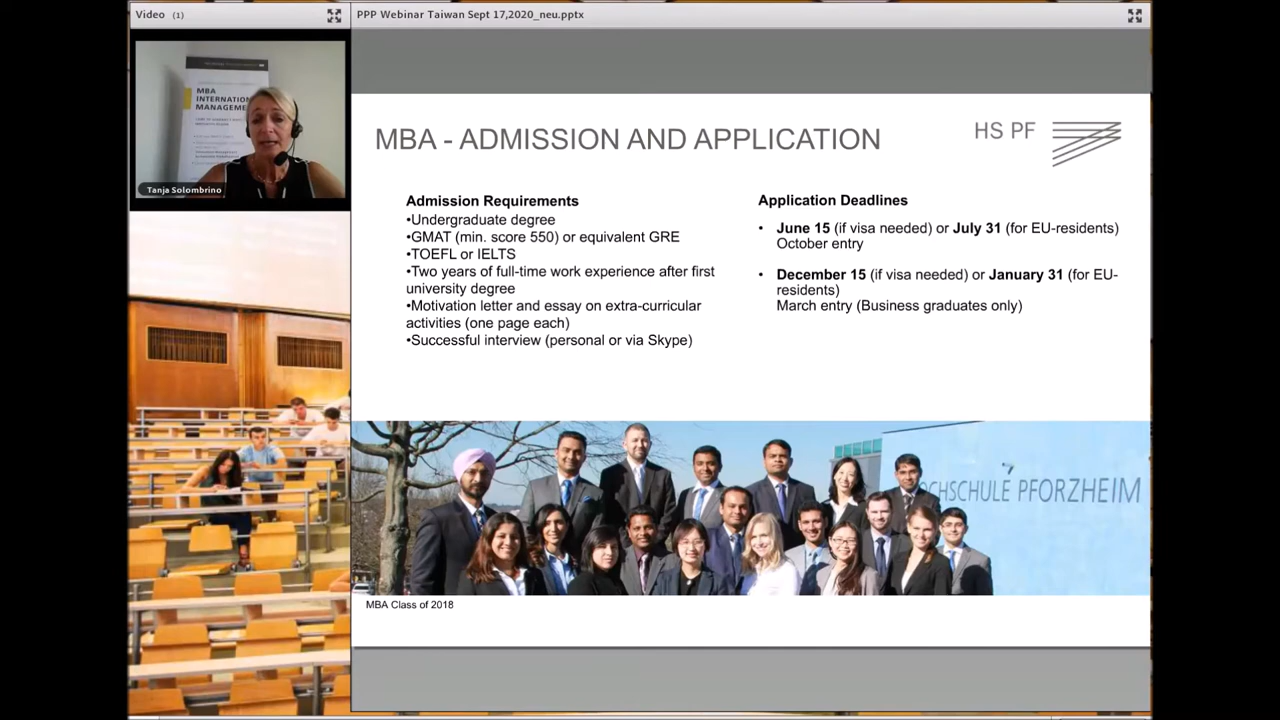 Video (1)
PPP Webinar Taiwan Sept 17,2020_neu.pptx
MBA
INTERNATION
MANAGEME
Tanja Solombrino
MBA - ADMISSION AND APPLICATION
HS PF
Admission Requirements
•Undergraduate degree
•GMAT (min. score 550) or equivalent GRE
•TOEFL or IELTS
•Two years of full-time work experience after first
university degree
•Motivation letter and essay on extra-curricular
activities (one page each)
•Successful interview (personal or via Skype)
Application Deadlines
• June 15 (if visa needed) or July 31 (for EU-residents)
October entry
• December 15 (if visa needed) or January 31 (for EU-
residents)
March entry (Business graduates only)
OCHSCHULE PFORZHEIM
MBA Class of 2018